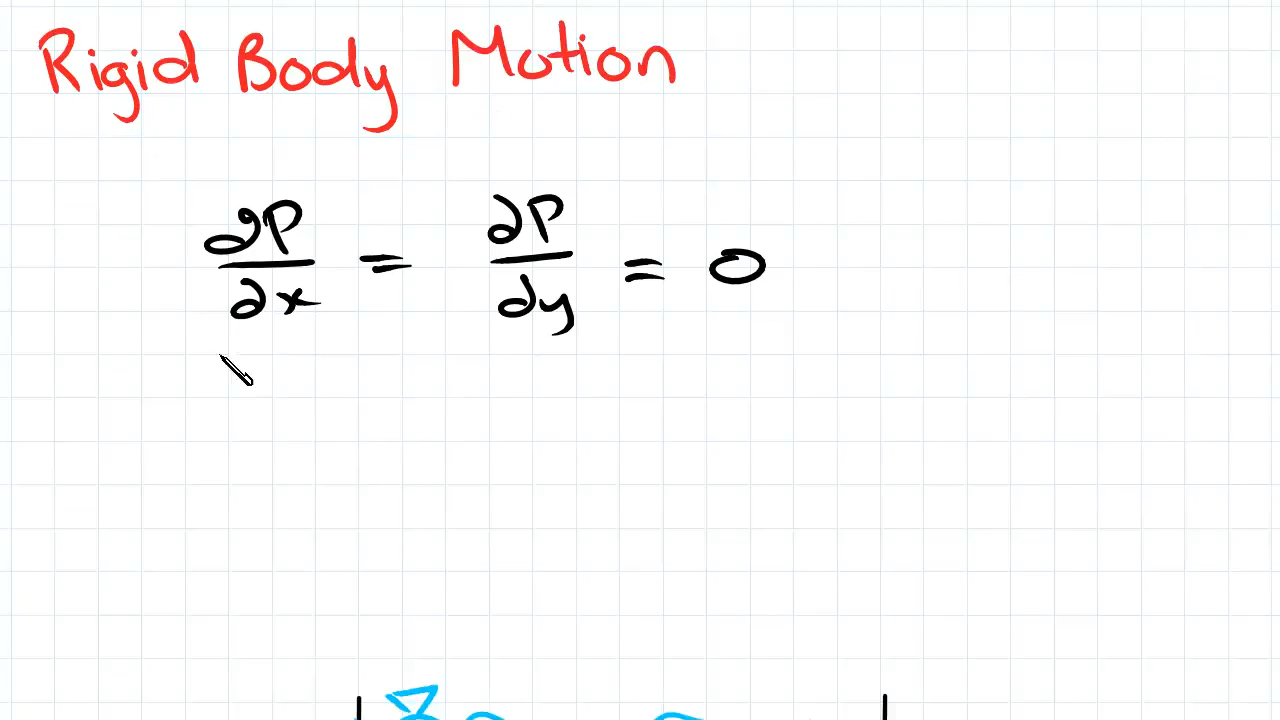 Rigid Body Motion
∂P/∂x = ∂P/∂y = 0